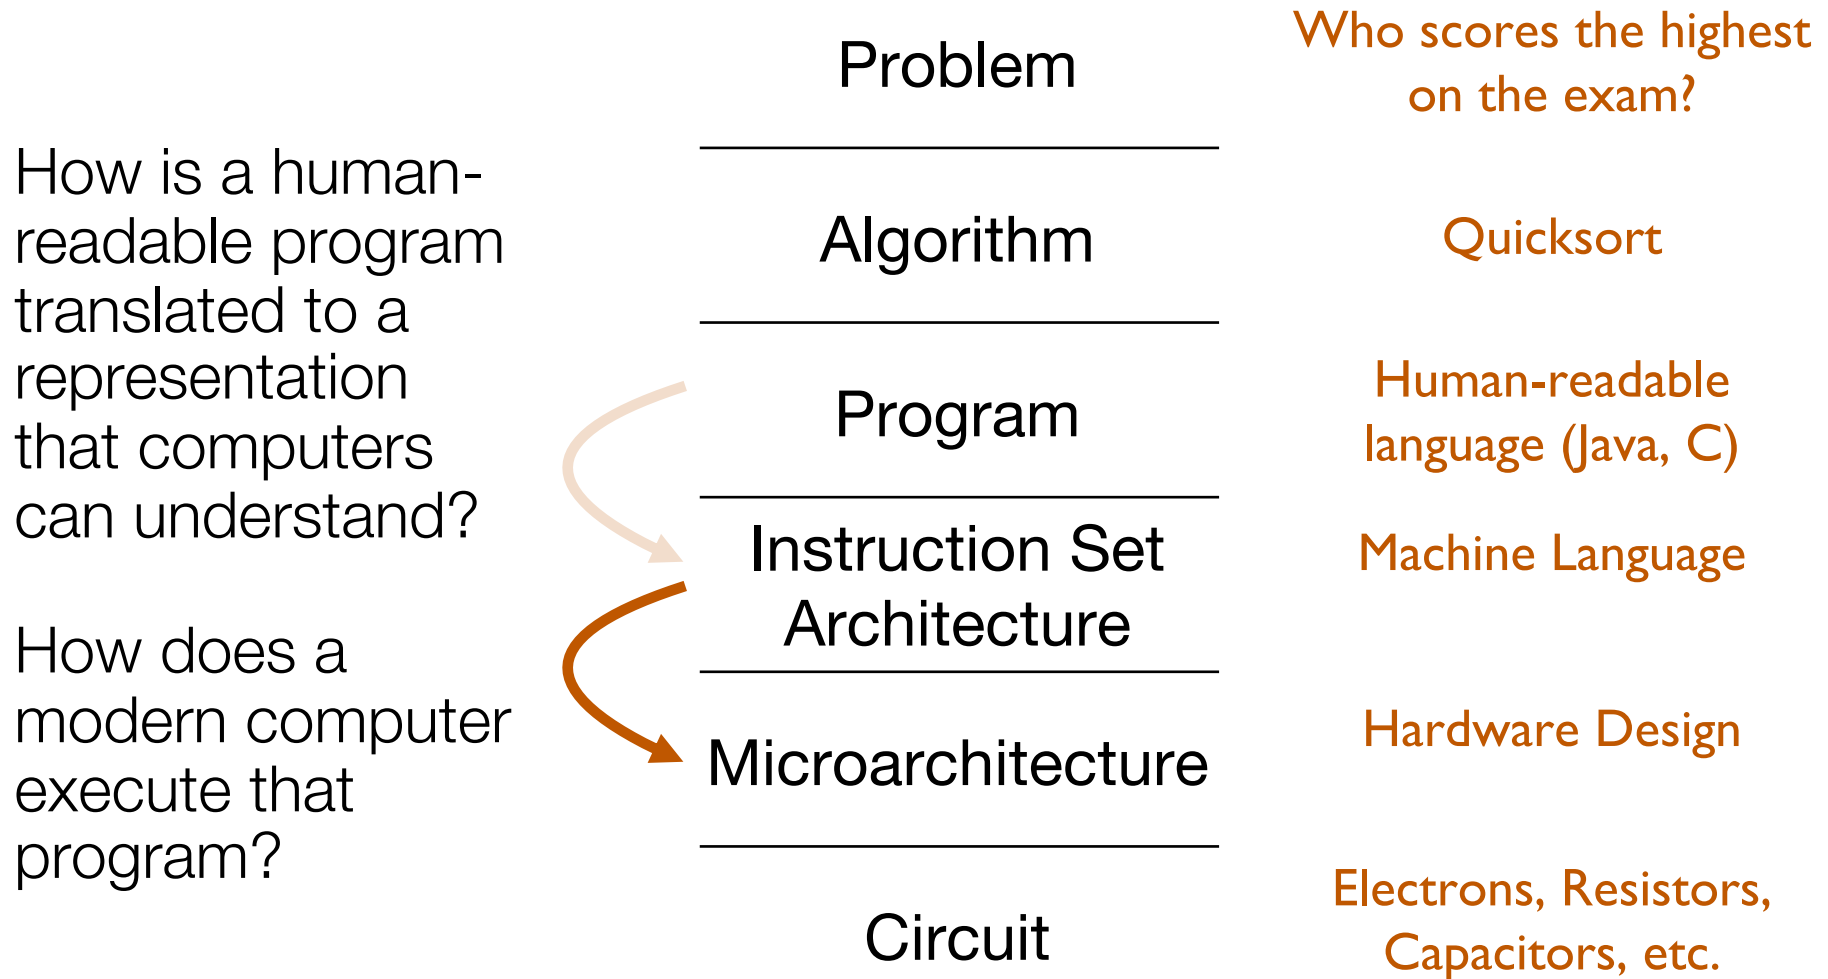 How is a human-
readable program
translated to a
representation
that computers
can understand?
How does a
modern computer
execute that
program?
Problem
Algorithm
Program
Instruction Set
Architecture
Microarchitecture
Circuit
Who scores the highest
on the exam?
Quicksort
Human-readable
language (Java, C)
Machine Language
Hardware Design
Electrons, Resistors,
Capacitors, etc.